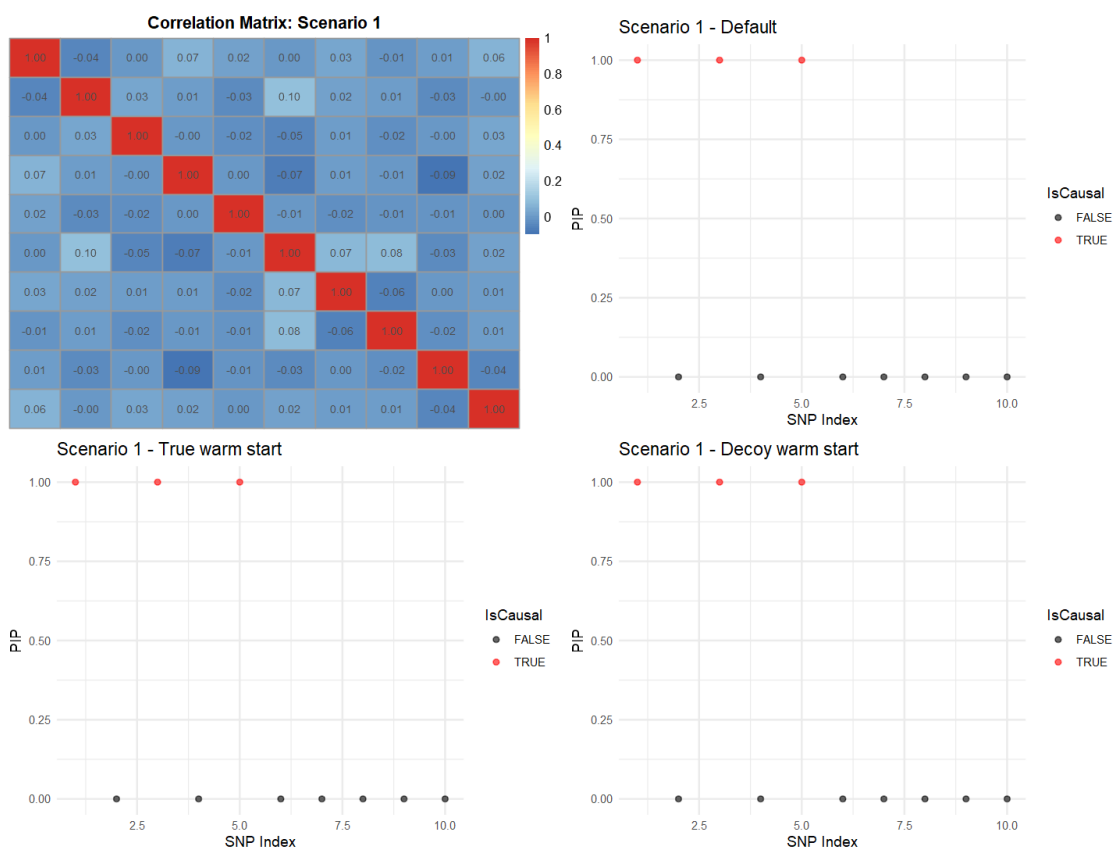 Correlation Matrix: Scenario 1
1.00 -0.04 0.00 0.07 0.02 0.00 0.03 -0.01 0.01 0.06
-0.04 1.00 0.03 0.01 -0.03 0.10 0.02 0.01 -0.03 -0.00
0.00 0.03 1.00 -0.00 -0.02 -0.05 0.01 -0.02 -0.00 0.03
0.07 0.01 -0.00 1.00 0.00 -0.07 0.01 -0.01 -0.09 0.02
0.02 -0.03 -0.02 0.00 1.00 -0.01 -0.02 -0.01 -0.01 0.00
0.00 0.10 -0.05 -0.07 -0.01 1.00 0.07 0.08 -0.03 0.02
0.03 0.02 0.01 0.01 -0.02 0.07 1.00 -0.06 0.00 0.01
-0.01 0.01 -0.02 -0.01 -0.01 0.08 -0.06 1.00 -0.02 0.01
0.01 -0.03 -0.00 -0.09 -0.01 -0.03 0.00 -0.02 1.00 -0.04
0.06 -0.00 0.03 0.02 0.00 0.02 0.01 0.01 -0.04 1.00
1
0.8
0.6
0.4
0.2
0
Scenario 1 - Default
PIP
1.00
0.75
0.50
0.25
0.00
2.5 5.0 7.5 10.0
SNP Index
IsCausal
FALSE
TRUE
Scenario 1 - True warm start
PIP
1.00
0.75
0.50
0.25
0.00
2.5 5.0 7.5 10.0
SNP Index
IsCausal
FALSE
TRUE
Scenario 1 - Decoy warm start
PIP
1.00
0.75
0.50
0.25
0.00
2.5 5.0 7.5 10.0
SNP Index
IsCausal
FALSE
TRUE